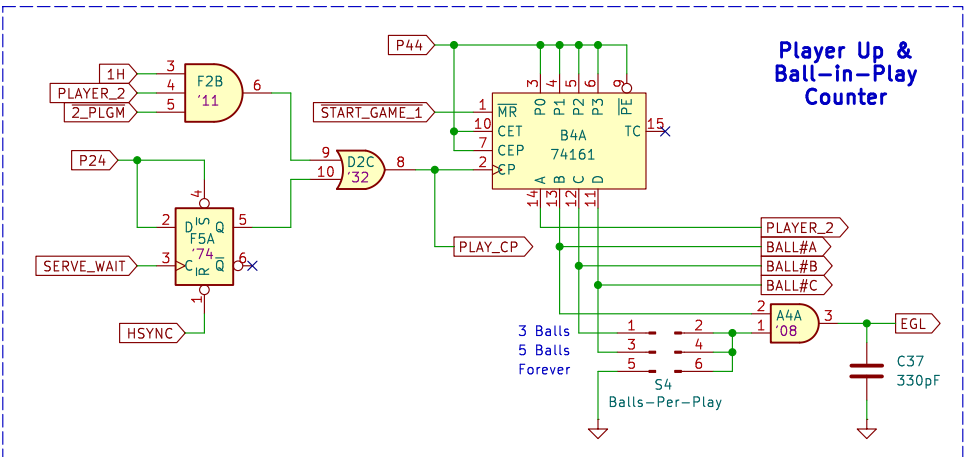 Player Up &
Ball-in-Play
Counter
P44
1H
3
F2B
'11
6
PLAYER_2
4
2_PLGM
5
START_GAME_1
3
4
5
6
9
P0
P1
P2
P3
PE
1
MR
10
CET
7
CEP
2
CP
B4A
74161
TC
15
A
B
C
D
14
13
12
11
P24
9
10
D2C
'32
8
PLAY_CP
4
2
D
S
Q
5
F5A
'74
SERVE_WAIT
3
C
R
Q
6
1
HSYNC
PLAYER_2
BALL#A
BALL#B
BALL#C
2
1
A4A
'08
3
EGL
3 Balls
1
2
5 Balls
3
4
Forever
5
6
S4
Balls-Per-Play
C37
330pF